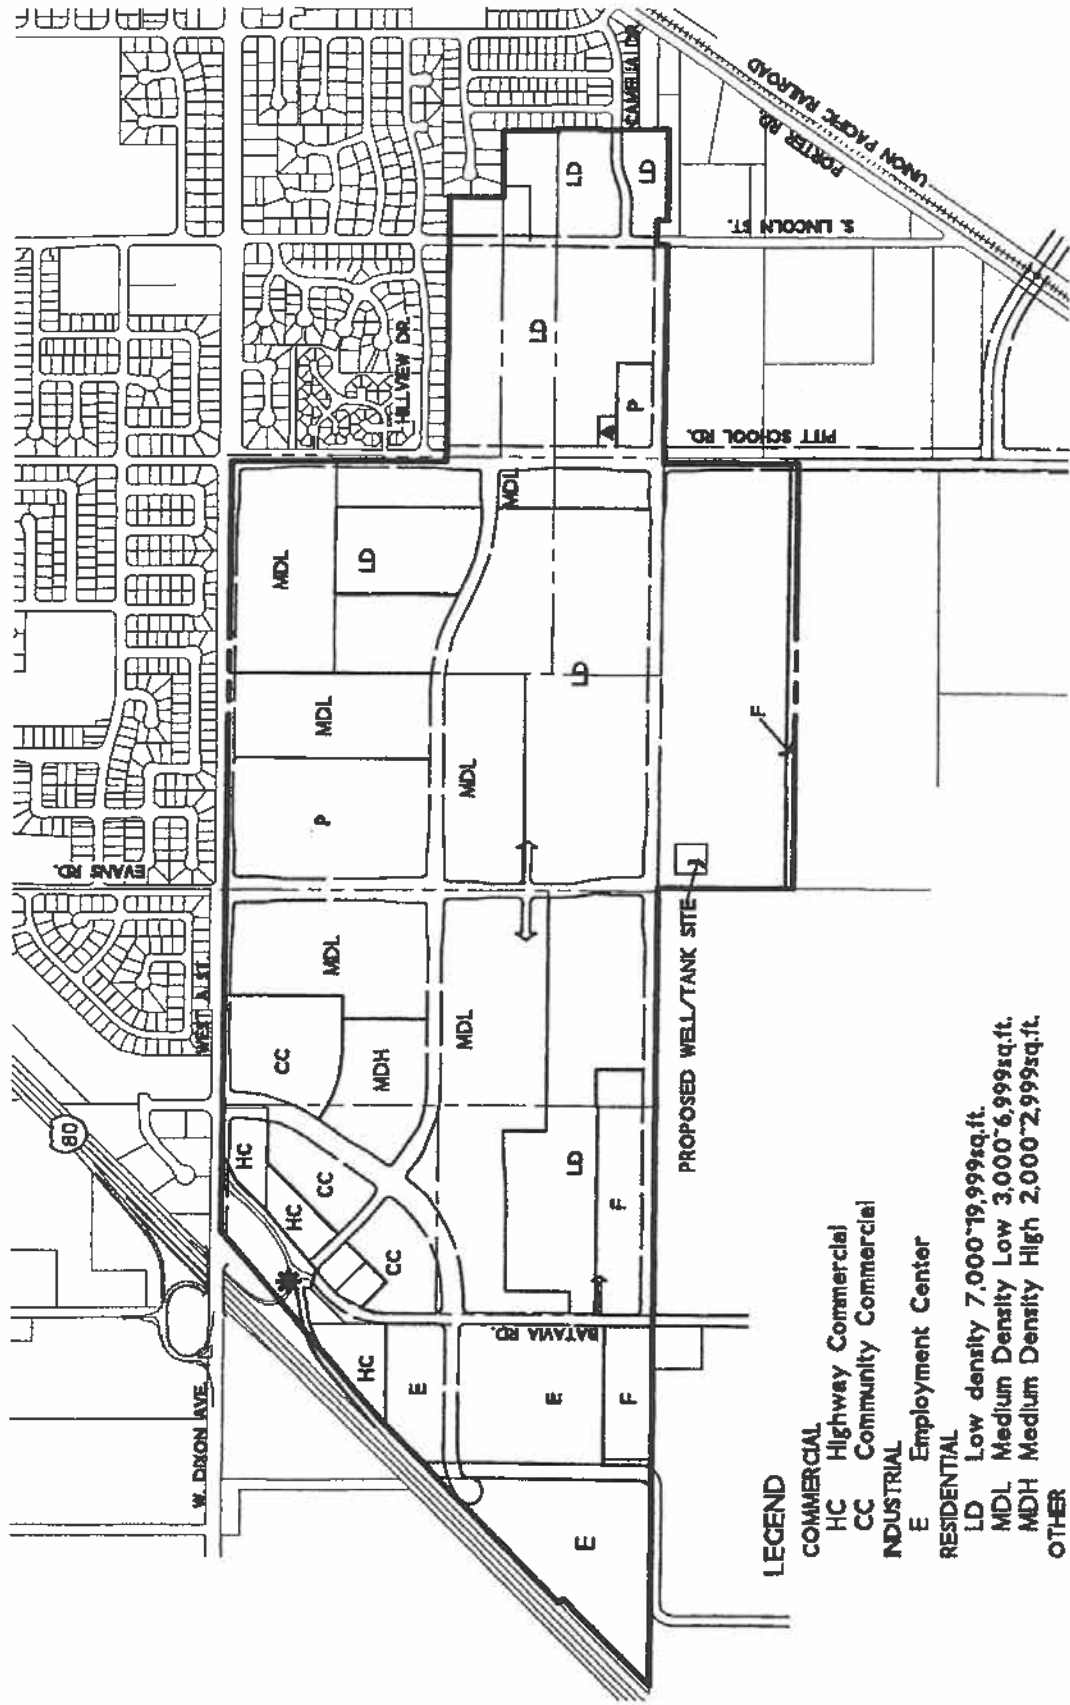 80
W. DIXON AVE.
WEST A ST.
EVANS RD.
HILLVIEW DR.
PITT SCHOOL RD.
S. LINCOLN ST.
PORTER RD.
UNION PACIFIC RAILROAD
BATAVIA RD.
HC
HC
HC
CC
CC
CC
MDH
MDL
MDL
MDL
MDL
MDL
MDL
MDL
P
P
LD
LD
LD
LD
LD
LD
E
E
E
F
F
F
PROPOSED WELL/TANK SITE
LEGEND
COMMERCIAL
HC Highway Commercial
CC Community Commercial
INDUSTRIAL
E Employment Center
RESIDENTIAL
LD Low density 7,000~19,999sq.ft.
MDL Medium Density Low 3,000~6,999sq.ft.
MDH Medium Density High 2,000~2,999sq.ft.
OTHER